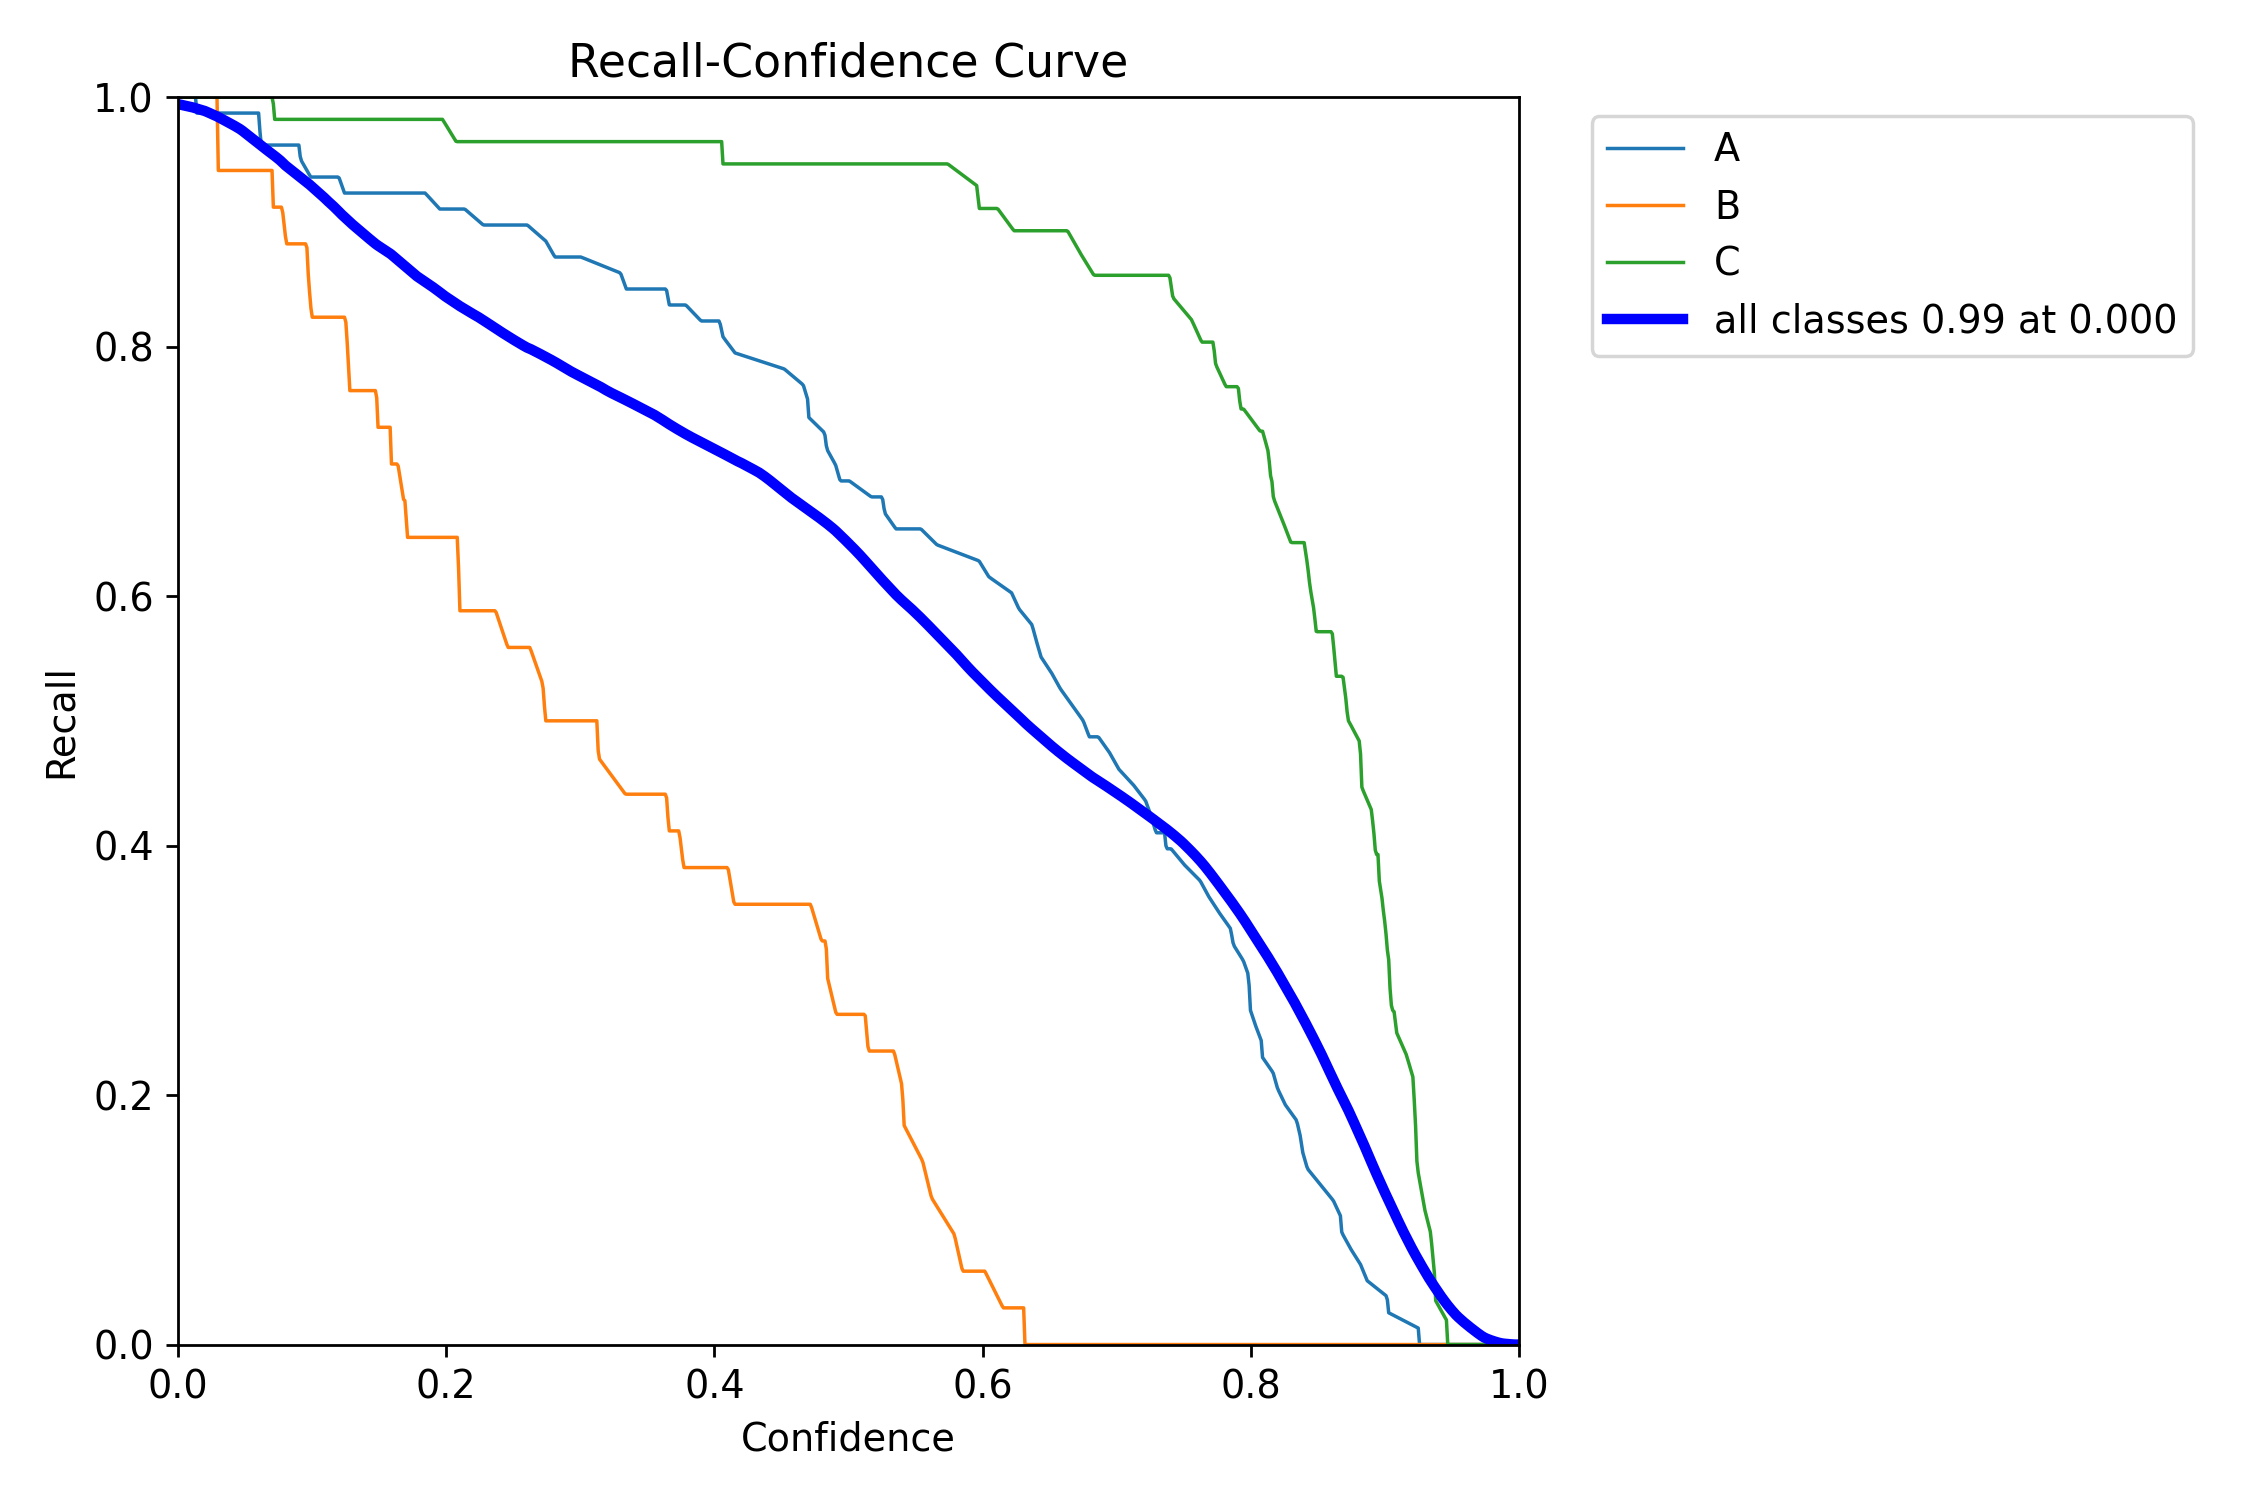 Recall-Confidence Curve
1.0
0.8
0.6
0.4
0.2
0.0
Recall
0.0 0.2 0.4 0.6 0.8 1.0
Confidence
A
B
C
all classes 0.99 at 0.000